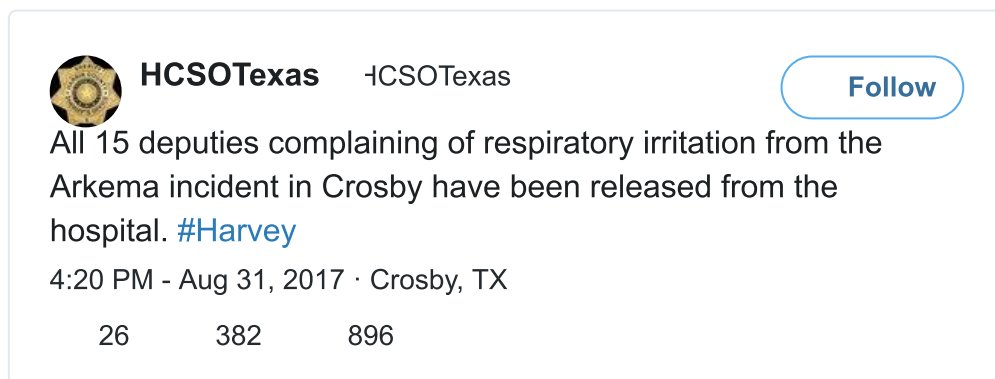 HCSOTexas HCSOTexas Follow
All 15 deputies complaining of respiratory irritation from the
Arkema incident in Crosby have been released from the
hospital. #Harvey
4:20 PM - Aug 31, 2017 · Crosby, TX
26 382 896